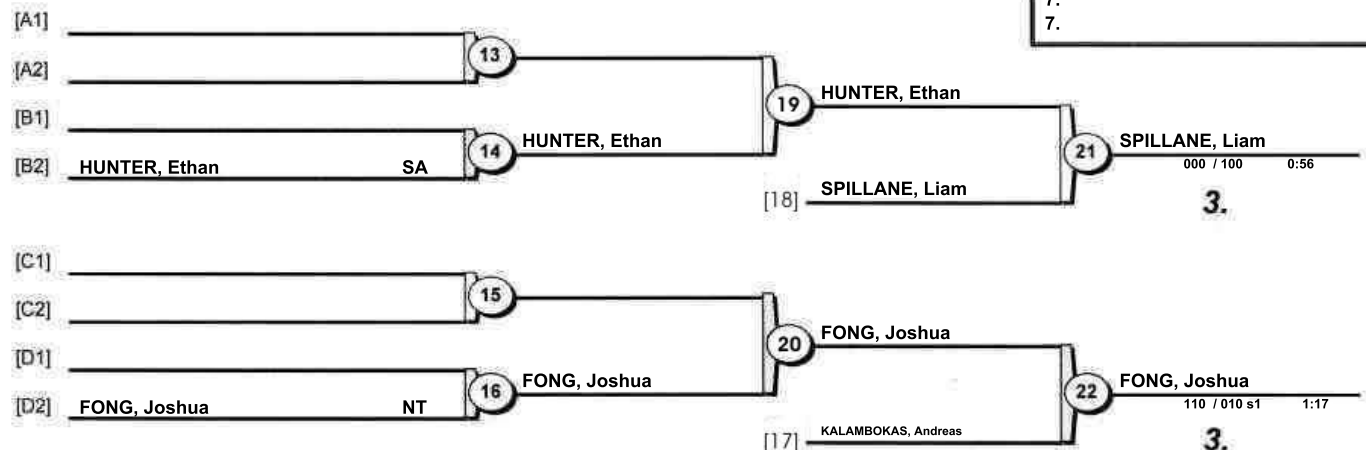 7.
7.
[A1]
13
[A2]
[B1]
19 HUNTER, Ethan
14 HUNTER, Ethan
21 SPILLANE, Liam
000 / 100 0:56
[B2] HUNTER, Ethan SA
[18] SPILLANE, Liam
3.
[C1]
15
[C2]
[D1]
20 FONG, Joshua
16 FONG, Joshua
22 FONG, Joshua
110 / 010 s1 1:17
[D2] FONG, Joshua NT
[17] KALAMBOKAS, Andreas
3.